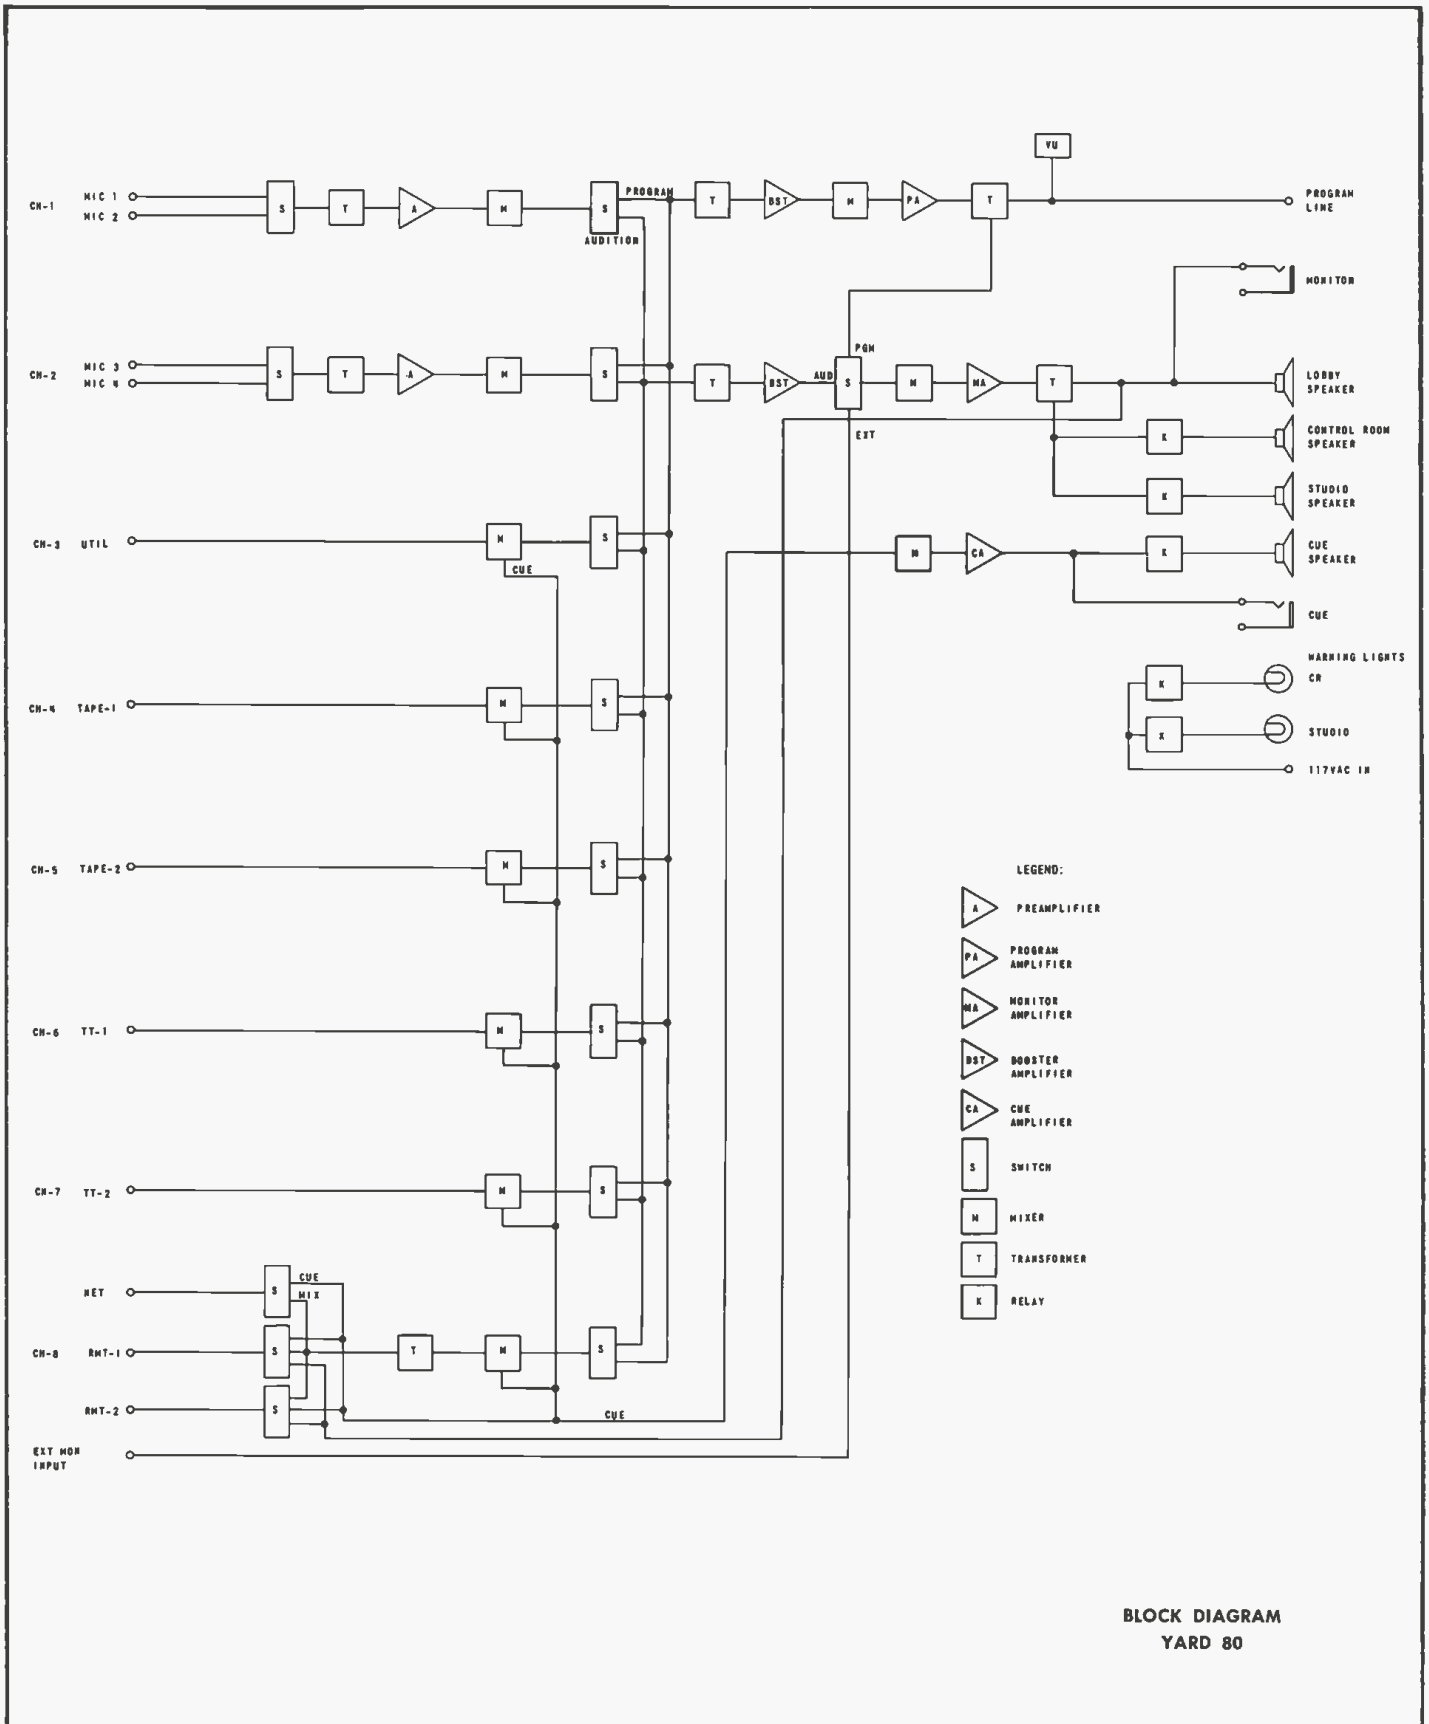 VU
CH-1
MIC 1
MIC 2
S
T
A
M
S
PROGRAM
AUDITION
T
BST
M
PA
T
PROGRAM
LINE
MONITOR
CH-2
MIC 3
MIC 4
S
T
A
M
S
T
BST
PGM
AUD
S
EXT
M
MA
T
LOBBY
SPEAKER
K
CONTROL ROOM
SPEAKER
K
STUDIO
SPEAKER
CH-3
UTIL
M
CUE
S
M
CA
K
CUE
SPEAKER
CUE
WARNING LIGHTS
K
CR
K
STUDIO
117VAC IN
CH-4
TAPE-1
M
S
CH-5
TAPE-2
M
S
CH-6
TT-1
M
S
CH-7
TT-2
M
S
NET
S
CUE
MIX
CH-8
RMT-1
S
T
M
S
RMT-2
S
CUE
EXT MON
INPUT
LEGEND:
A
PREAMPLIFIER
PA
PROGRAM
AMPLIFIER
MA
MONITOR
AMPLIFIER
BST
BOOSTER
AMPLIFIER
CA
CUE
AMPLIFIER
S
SWITCH
M
MIXER
T
TRANSFORMER
K
RELAY
BLOCK DIAGRAM
YARD 80